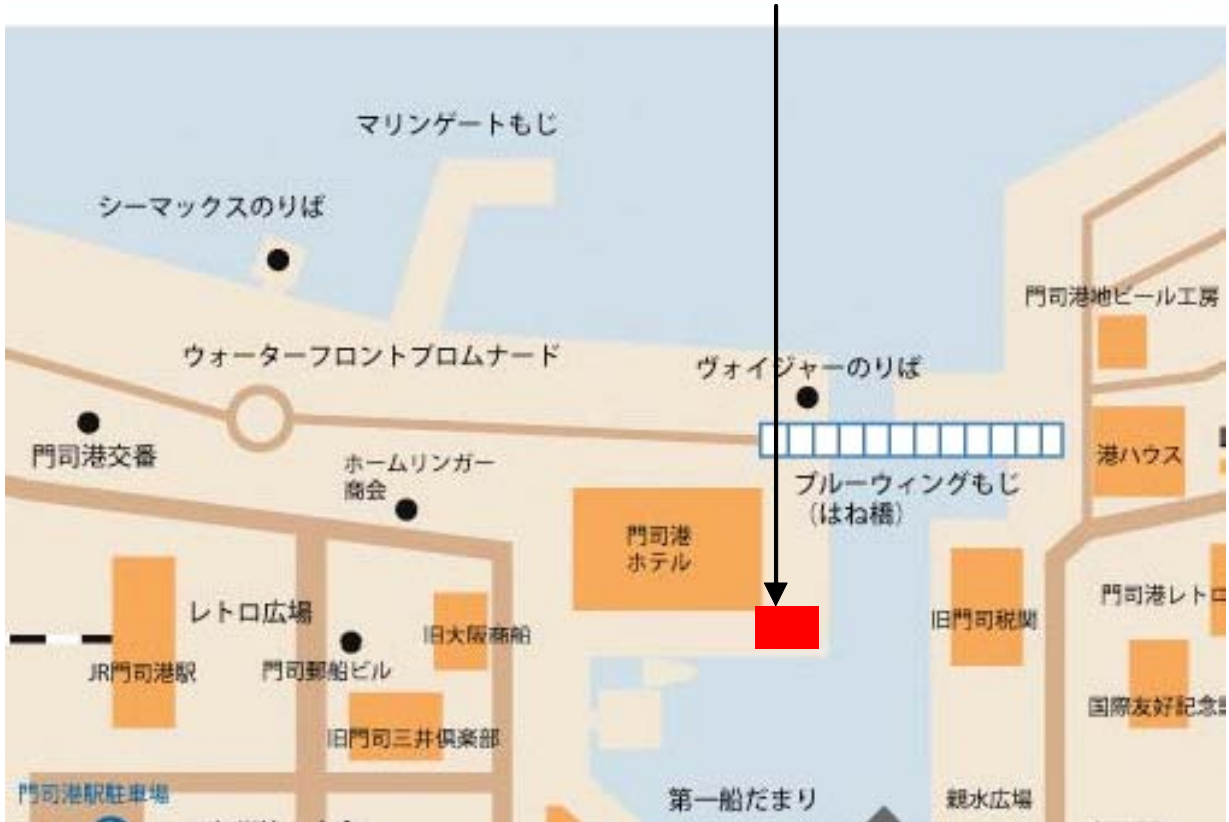 マリンゲートもじ
シーマックスのりば
門司港地ビール工房
ウォーターフロントプロムナード
ヴォイジャーのりば
門司港交番
ホームリンガー
商会
港ハウス
ブルーウィングもじ
（はね橋）
門司港
ホテル
レトロ広場
旧大阪商船
旧門司税関
門司港レトロ
JR門司港駅
門司郵船ビル
国際友好記念
旧門司三井倶楽部
門司港駅駐車場
第一船だまり
親水広場